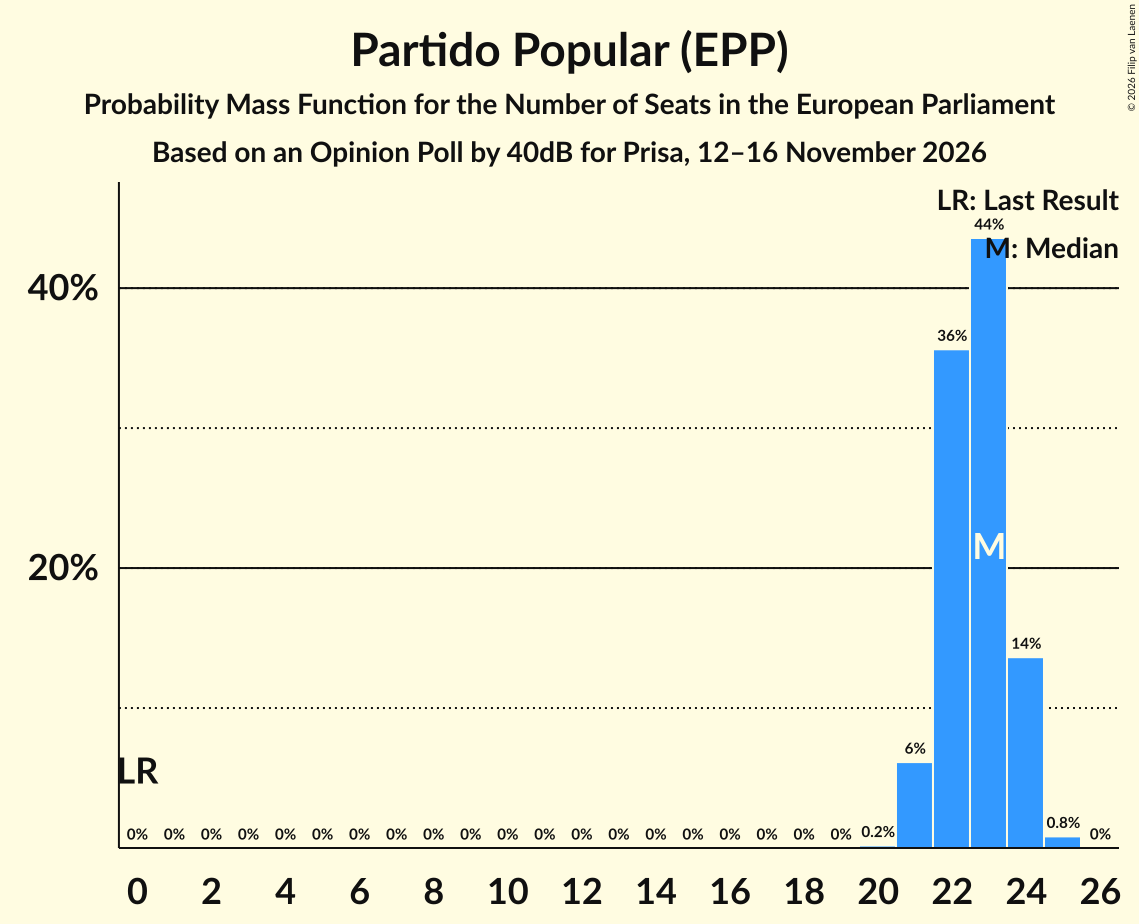 Partido Popular (EPP)
Probability Mass Function for the Number of Seats in the European Parliament
Based on an Opinion Poll by 40dB for Prisa, 12–16 November 2026
© 2026 Filip van Laenen
LR: Last Result
44%
M: Median
40%
36%
M
20%
14%
6%
LR
0% 0% 0% 0% 0% 0% 0% 0% 0% 0% 0% 0% 0% 0% 0% 0% 0% 0% 0% 0% 0.2% 0.8% 0%
0 2 4 6 8 10 12 14 16 18 20 22 24 26